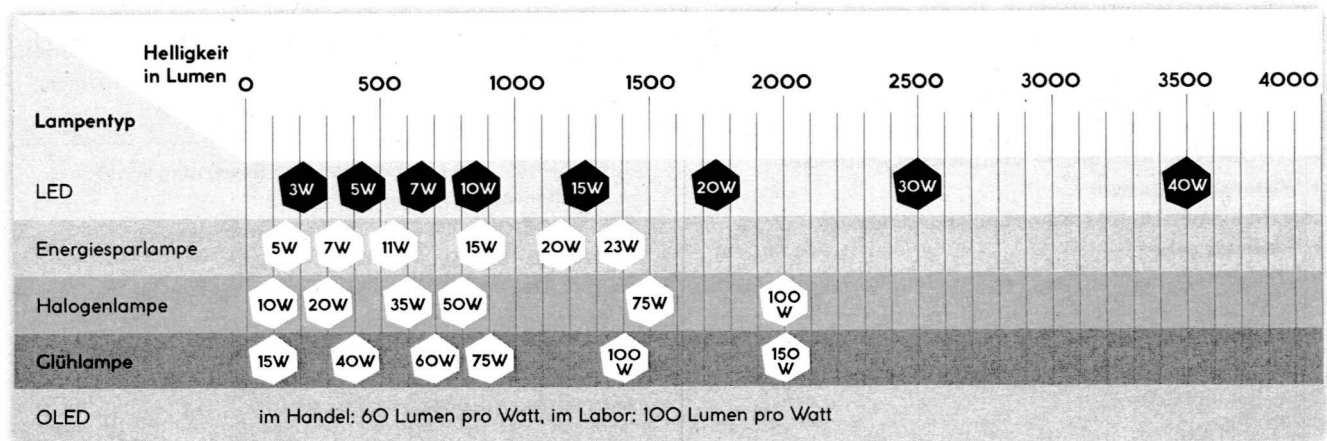 Helligkeit
in Lumen
0 500 1000 1500 2000 2500 3000 3500 4000
Lampentyp
LED 3W 5W 7W 10W 15W 20W 30W 40W
Energiesparlampe 5W 7W 11W 15W 20W 23W
Halogenlampe 10W 20W 35W 50W 75W 100 W
Glühlampe 15W 40W 60W 75W 100 W 150 W
OLED im Handel: 60 Lumen pro Watt, im Labor: 100 Lumen pro Watt